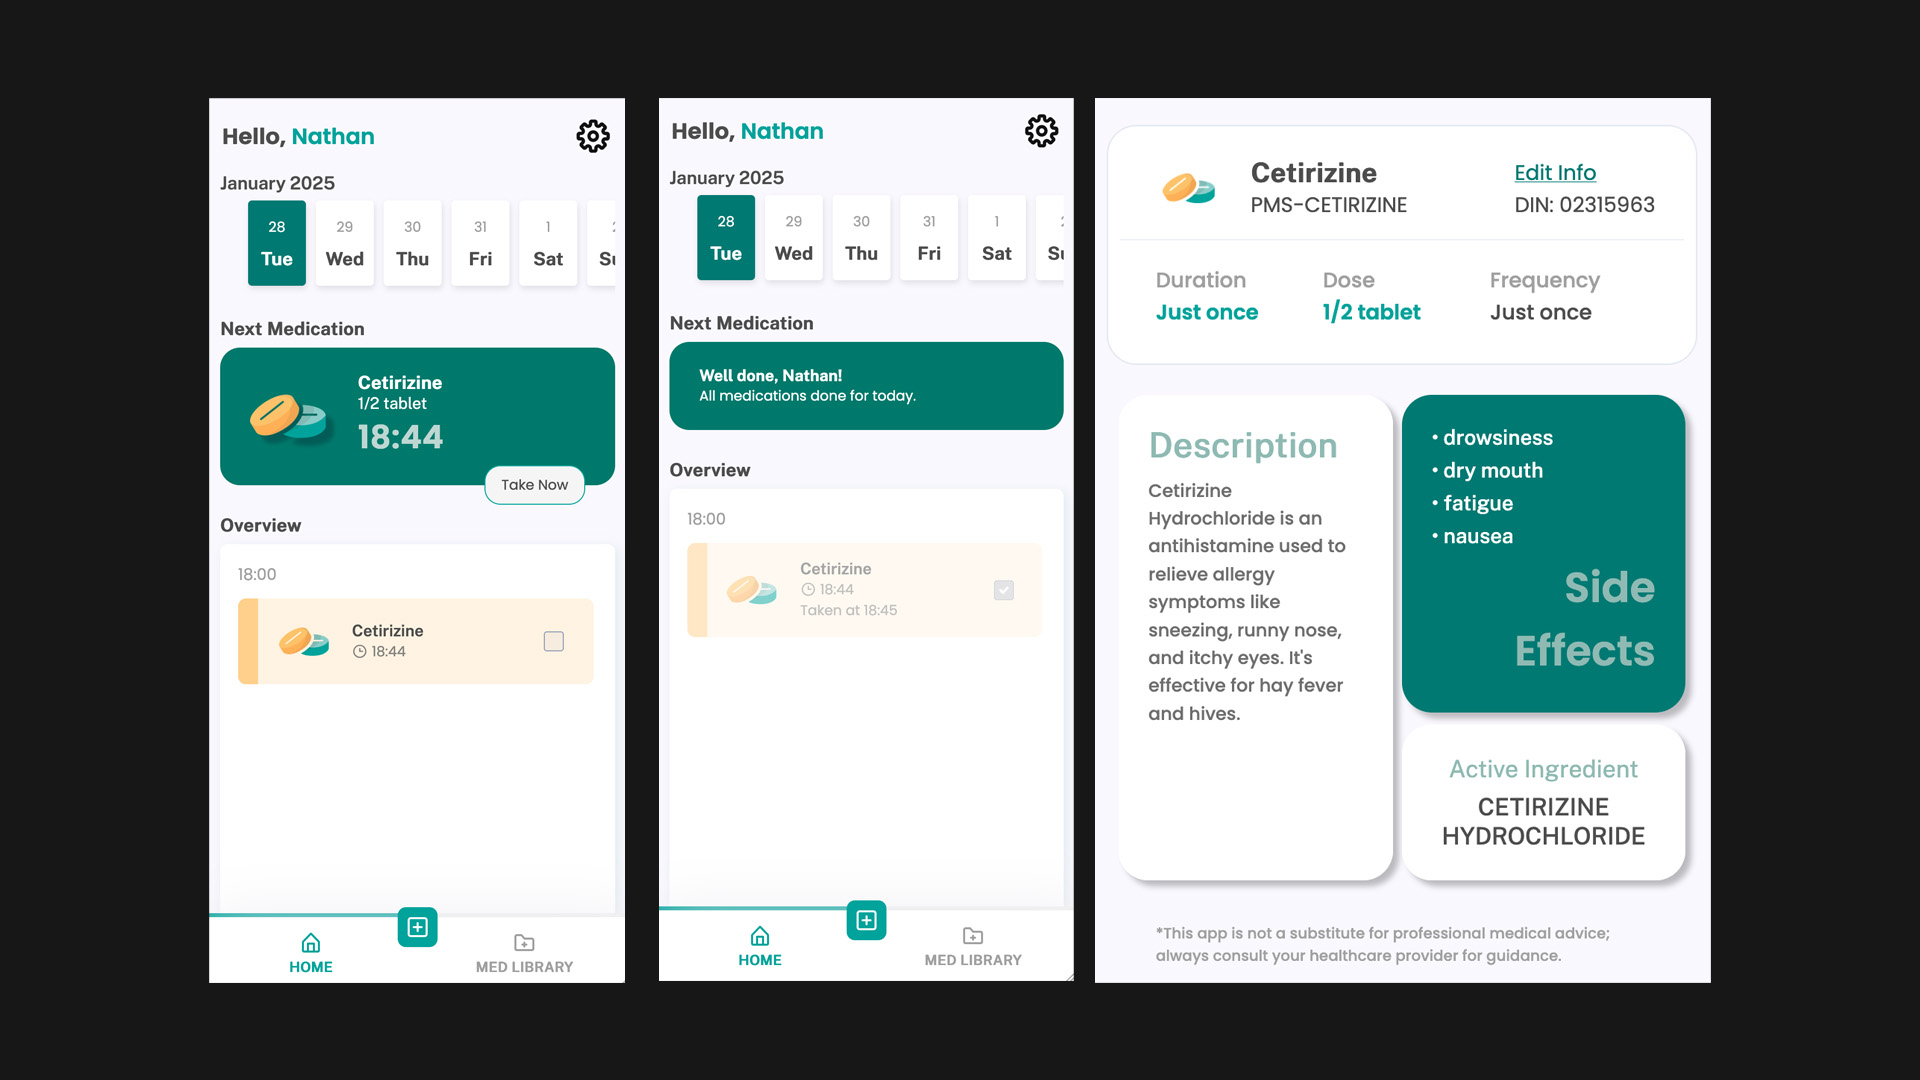 Hello, Nathan
January 2025
28 29 30 31 1
Tue Wed Thu Fri Sat
Next Medication
Cetirizine
1/2 tablet
18:44
Take Now
Overview
18:00
Cetirizine
18:44
HOME MED LIBRARY
Hello, Nathan
January 2025
28 29 30 31 1
Tue Wed Thu Fri Sat
Next Medication
Well done, Nathan!
All medications done for today.
Overview
18:00
Cetirizine
18:44
Taken at 18:45
HOME MED LIBRARY
Cetirizine
PMS-CETIRIZINE
Edit Info
DIN: 02315963
Duration Dose Frequency
Just once 1/2 tablet Just once
Description
Cetirizine
Hydrochloride is an
antihistamine used to
relieve allergy
symptoms like
sneezing, runny nose,
and itchy eyes. It's
effective for hay fever
and hives.
• drowsiness
• dry mouth
• fatigue
• nausea
Side
Effects
Active Ingredient
CETIRIZINE
HYDROCHLORIDE
*This app is not a substitute for professional medical advice;
always consult your healthcare provider for guidance.